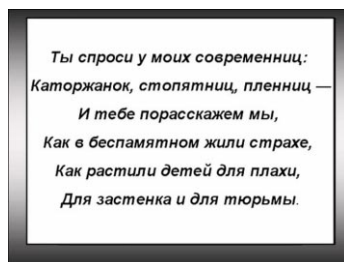 Ты спроси у моих современниц:
Каторжанок, стопятниц, пленниц —
И тебе порасскажем мы,
Как в беспамятном жили страхе,
Как растили детей для плахи,
Для застенка и для тюрьмы.